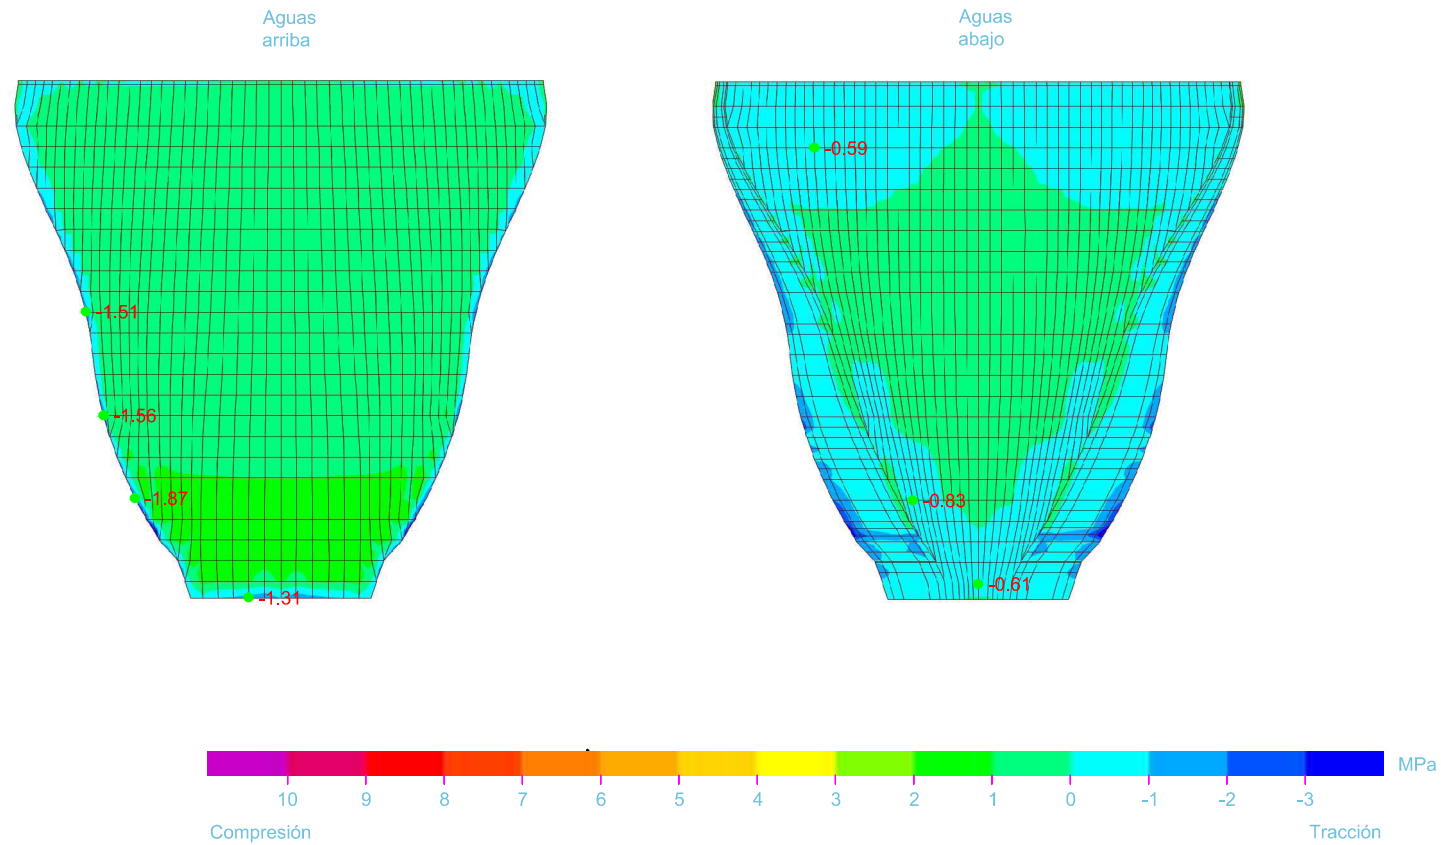 Aguas
arriba
Aguas
abajo
-0.59
-1.51
-1.56
-1.87
-0.83
-1.31
-0.61
MPa
10 9 8 7 6 5 4 3 2 1 0 -1 -2 -3
Compresión
Tracción